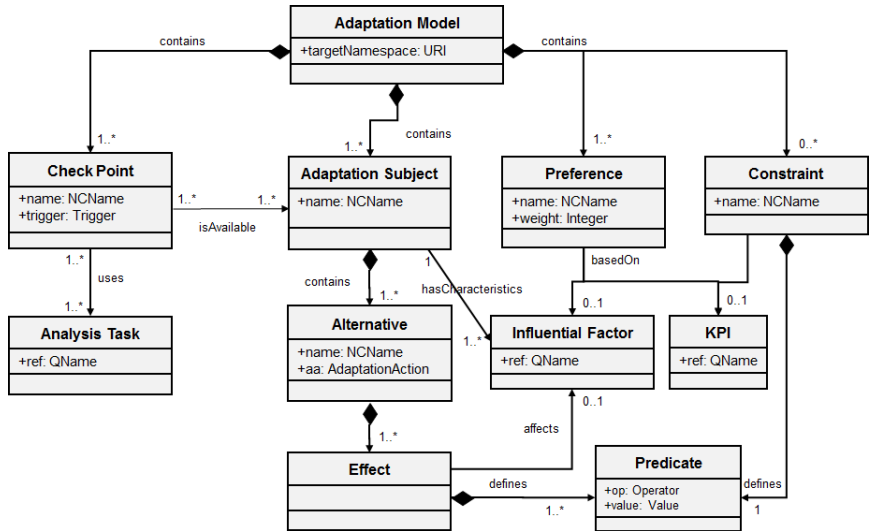 Adaptation Model
+targetNamespace: URI
contains
contains
contains
1..*
1..*
1..*
0..*
Check Point
+name: NCName
+trigger: Trigger
1..*
1..*
isAvailable
Adaptation Subject
+name: NCName
Preference
+name: NCName
+weight: Integer
Constraint
+name: NCName
1..*
uses
1..*
contains
1..*
1
hasCharacteristics
1..*
basedOn
0..1
0..1
Analysis Task
+ref: QName
Alternative
+name: NCName
+aa: AdaptationAction
Influential Factor
+ref: QName
KPI
+ref: QName
1..*
affects
0..1
Effect
defines
1..*
Predicate
+op: Operator
+value: Value
defines
1